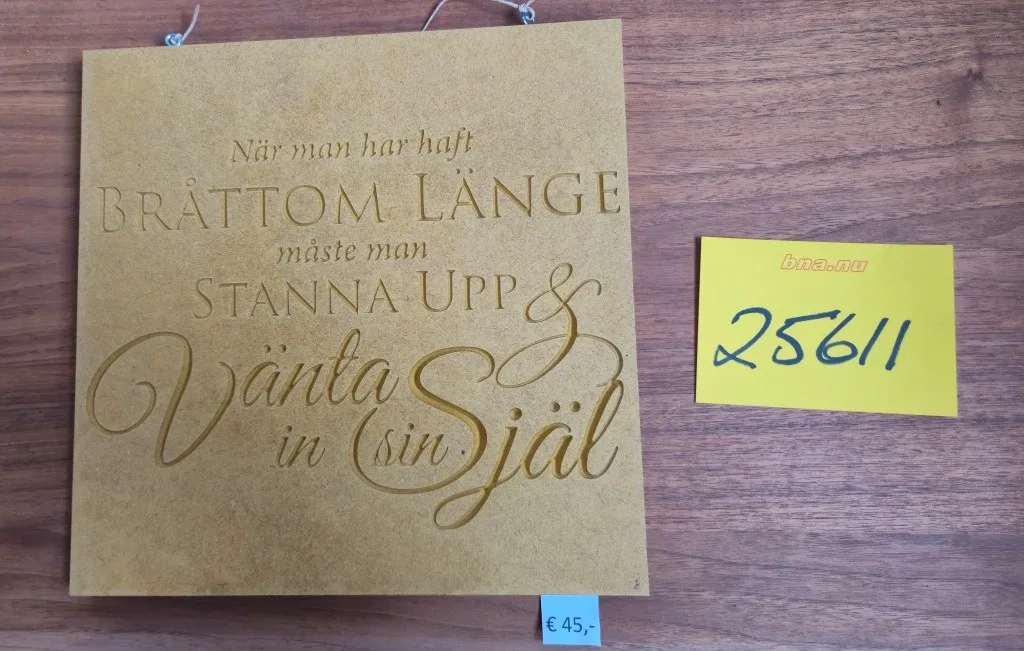 När man har haft
BRÅTTOM LÄNGE
måste man
STANNA UPP &
Vänta
in sin Själ
bna.nu
25611
€ 45,-